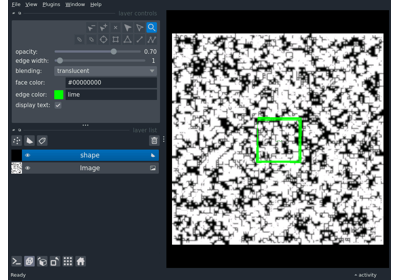 File View Plugins Window Help
layer controls
opacity: 0.70
edge width: 1
blending: translucent
face color: #00000000
edge color: lime
display text:
layer list
shape
Image
Ready
activity